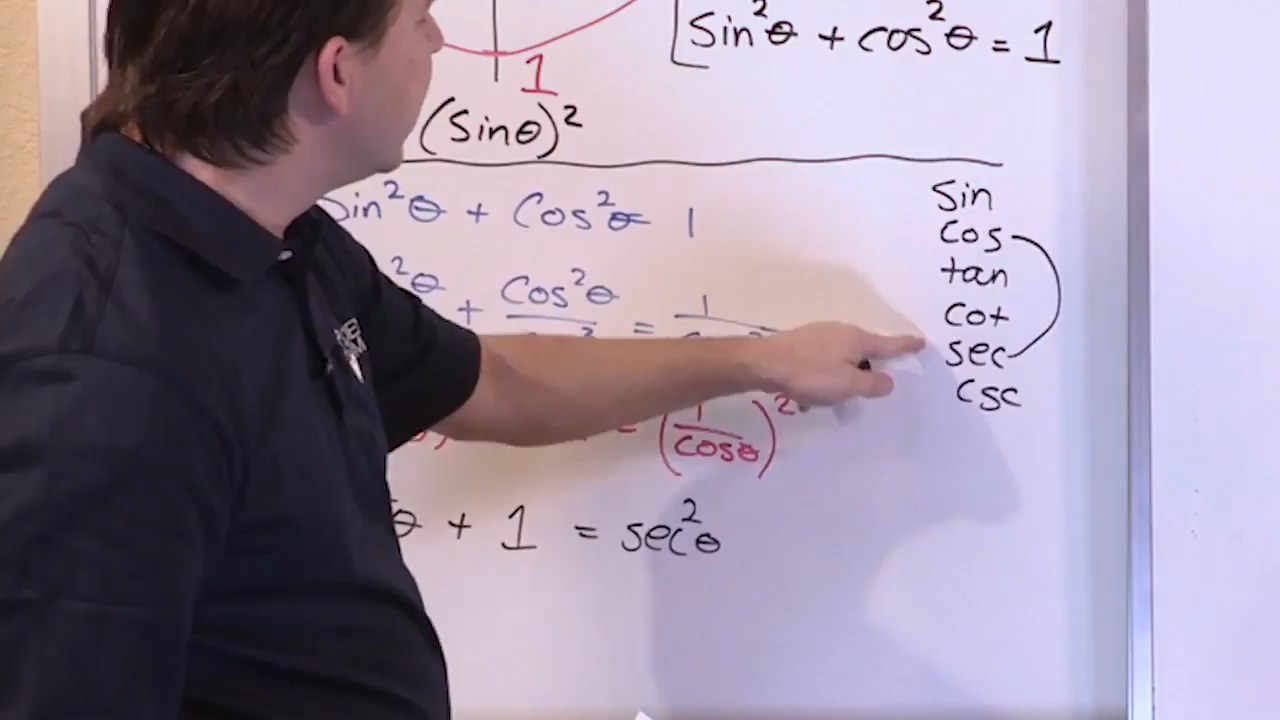 sin²θ + cos²θ = 1
1
(sinθ)²
sin²θ + cos²θ 1
²θ + cos²θ = 1
(1/cosθ)²
θ + 1 = sec²θ
sin
cos
tan
cot
sec
csc